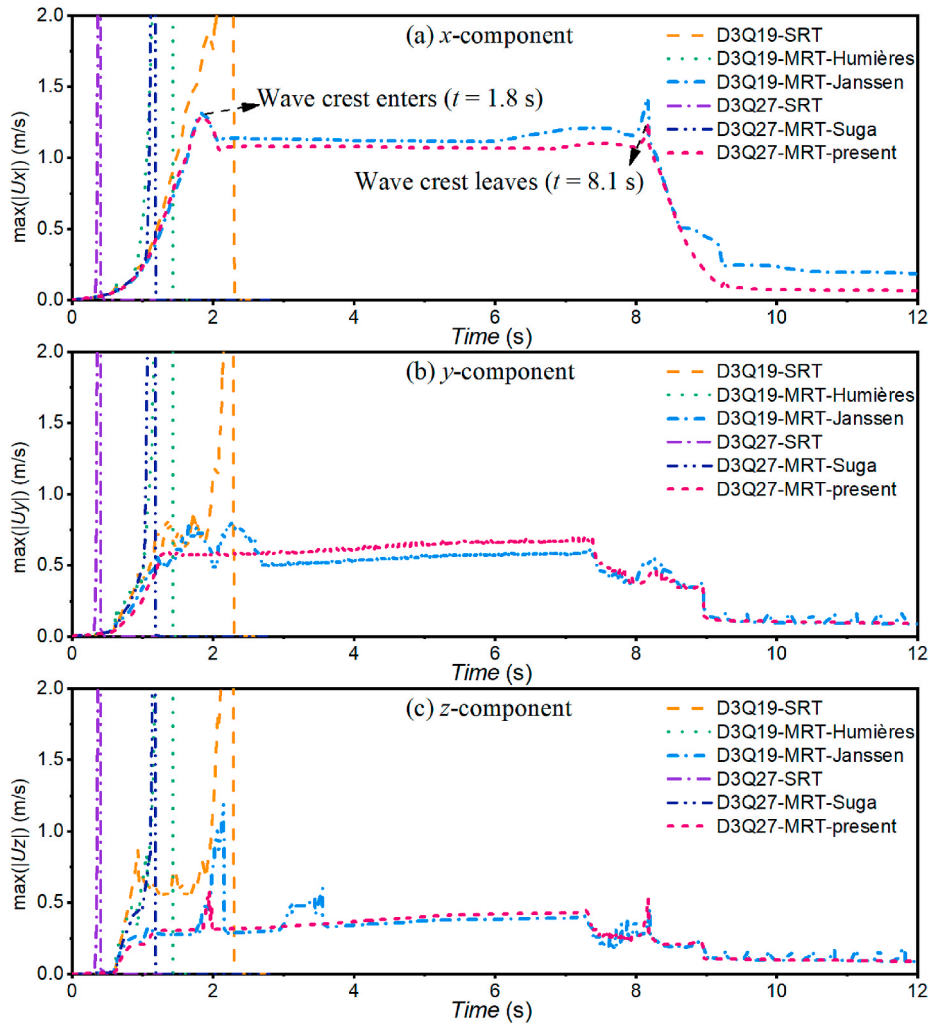 (a) x-component
D3Q19-SRT
D3Q19-MRT-Humières
D3Q19-MRT-Janssen
D3Q27-SRT
D3Q27-MRT-Suga
D3Q27-MRT-present
Wave crest enters (t = 1.8 s)
Wave crest leaves (t = 8.1 s)
max(|Ux|) (m/s)
2.0
1.5
1.0
0.5
0.0
0 2 4 6 8 10 12
Time (s)
(b) y-component
D3Q19-SRT
D3Q19-MRT-Humières
D3Q19-MRT-Janssen
D3Q27-SRT
D3Q27-MRT-Suga
D3Q27-MRT-present
max(|Uy|) (m/s)
2.0
1.5
1.0
0.5
0.0
0 2 4 6 8 10 12
Time (s)
(c) z-component
D3Q19-SRT
D3Q19-MRT-Humières
D3Q19-MRT-Janssen
D3Q27-SRT
D3Q27-MRT-Suga
D3Q27-MRT-present
max(|Uz|) (m/s)
2.0
1.5
1.0
0.5
0.0
0 2 4 6 8 10 12
Time (s)